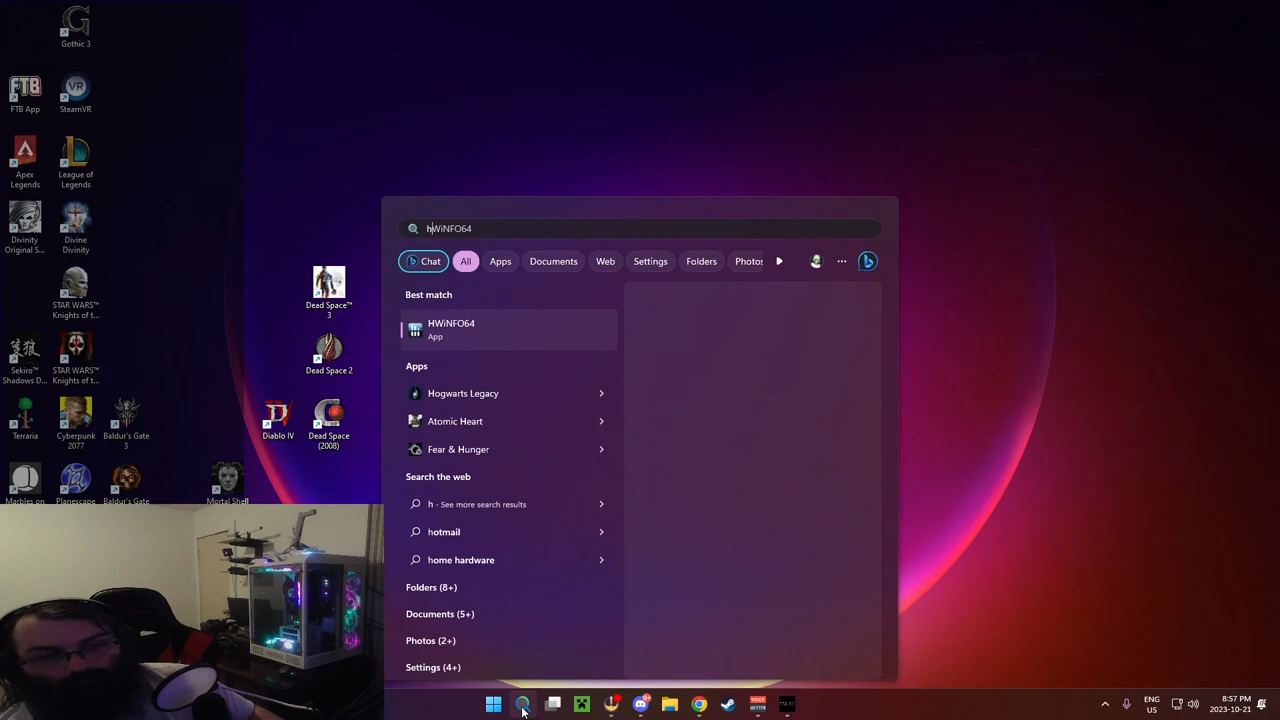 Gothic 3
FTB
FTB App
VR
SteamVR
Apex
Legends
League of
Legends
Divinity
Original S...
Divine
Divinity
STAR WARS™
Knights of t...
Sekiro™
Shadows D...
STAR WARS™
Knights of t...
Terraria
Cyberpunk
2077
Baldur's Gate
3
Marbles on
Planescape
Baldur's Gate
Mortal Shell
Dead Space™
3
Dead Space 2
Diablo IV
Dead Space
(2008)
hWiNFO64
Chat
All
Apps
Documents
Web
Settings
Folders
Photos
Best match
HWiNFO64
App
Apps
Hogwarts Legacy
Atomic Heart
Fear & Hunger
Search the web
h - See more search results
hotmail
home hardware
Folders (8+)
Documents (5+)
Photos (2+)
Settings (4+)
ENG
US
8:57 PM
2023-10-21